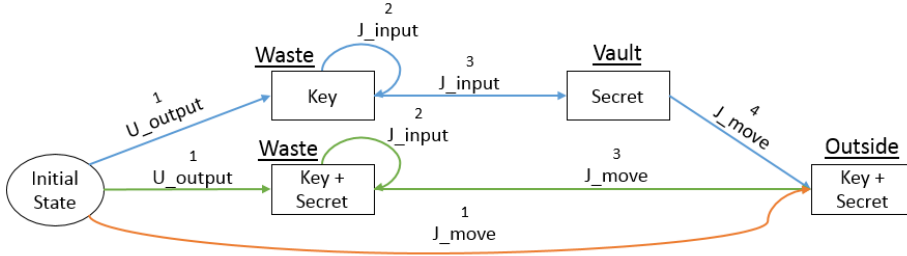 2
J_input
Waste
Key
3
J_input
Vault
Secret
1
U_output
4
J_move
2
J_input
Waste
Key +
Secret
1
U_output
3
J_move
Outside
Key +
Secret
Initial
State
1
J_move